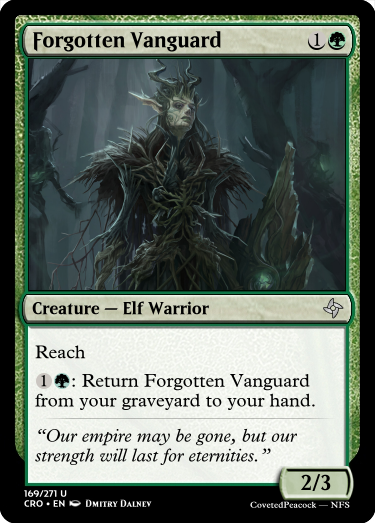 Forgotten Vanguard 1
Creature — Elf Warrior
Reach
1: Return Forgotten Vanguard
from your graveyard to your hand.
“Our empire may be gone, but our
strength will last for eternities.”
2/3
169/271 U
CRO • EN Dmitry Dalnev
CovetedPeacock — NFS